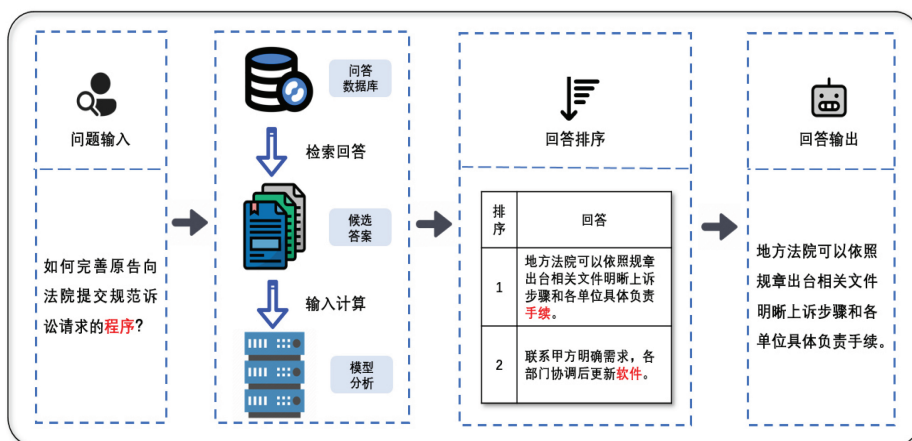 问题输入
如何完善原告向
法院提交规范诉
讼请求的程序?
问答
数据库
检索回答
候选
答案
输入计算
模型
分析
回答排序
排序
回答
1
地方法院可以依照规章
出台相关文件明晰上诉
步骤和各单位具体负责
手续。
2
联系甲方明确需求，各
部门协调后更新软件。
回答输出
地方法院可以依照
规章出台相关文件
明晰上诉步骤和各
单位具体负责手续。